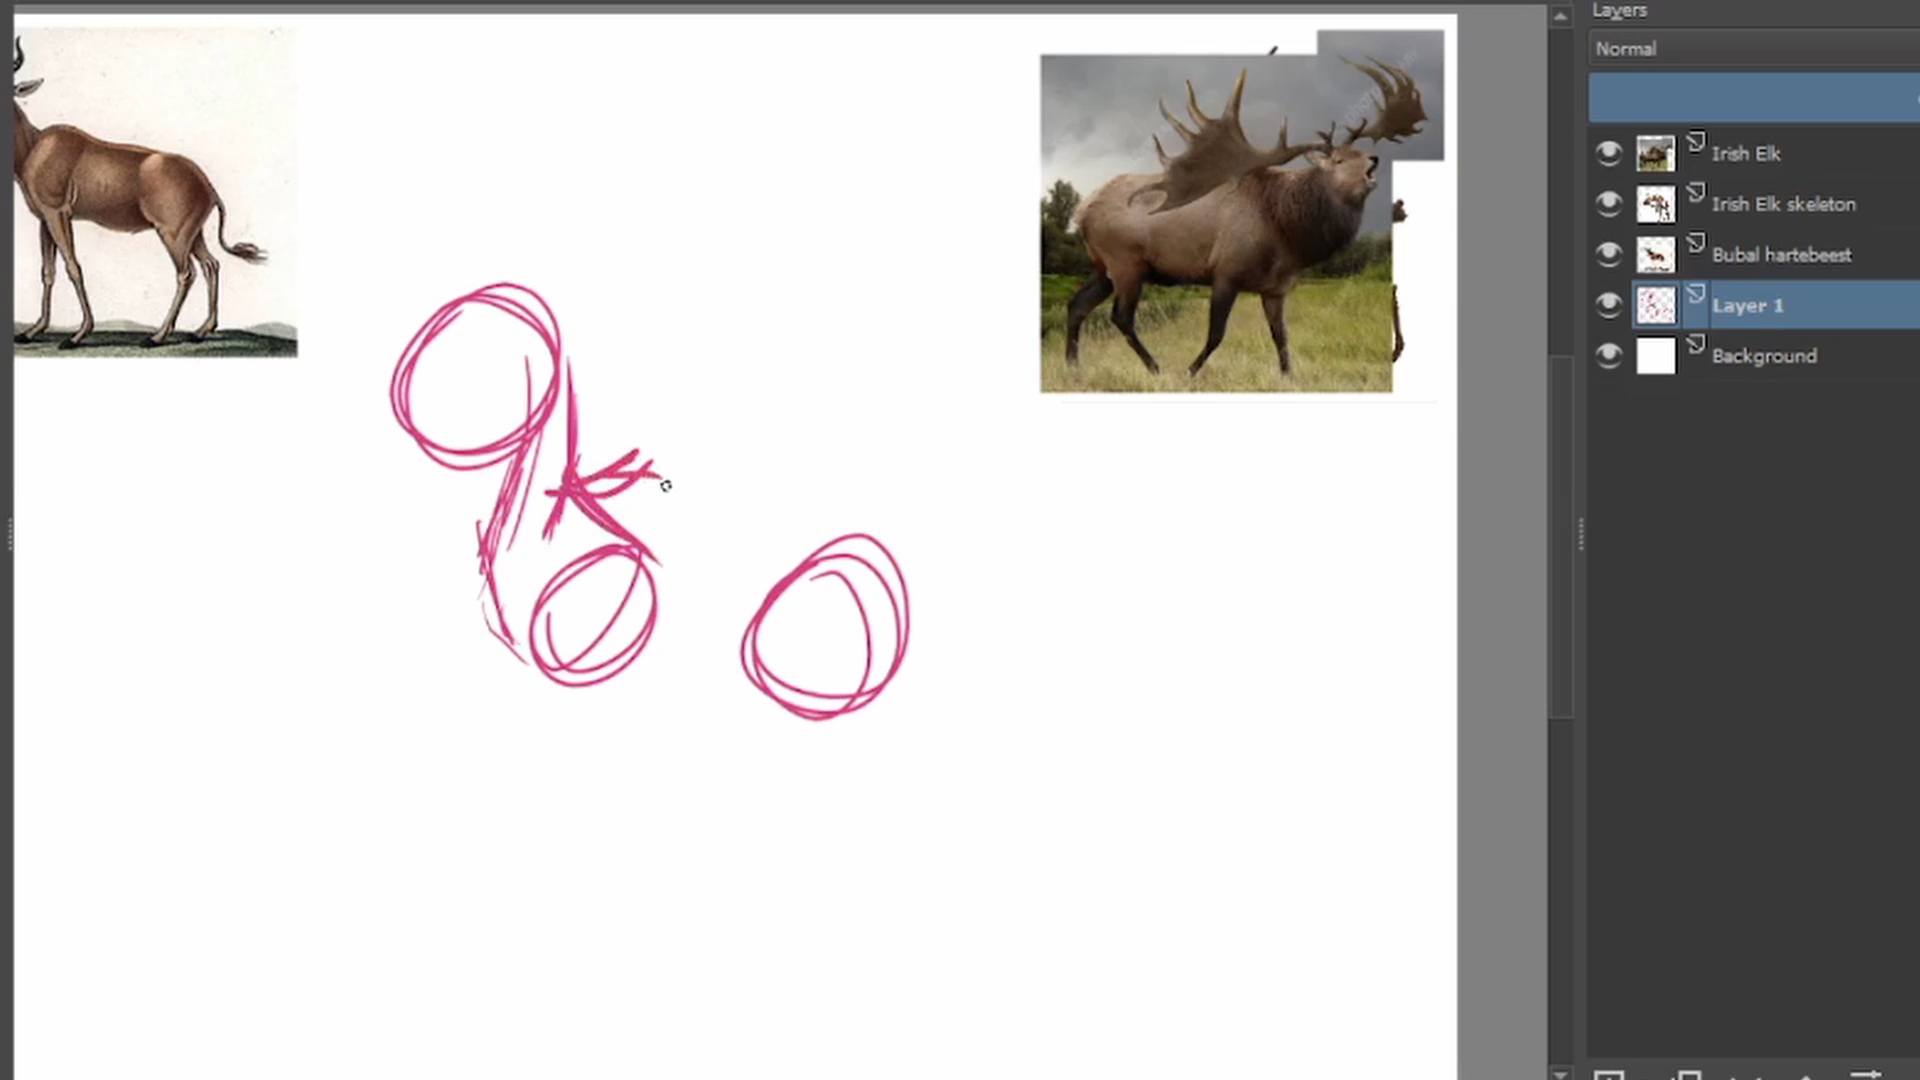 Layers
Normal
Irish Elk
Irish Elk skeleton
Bubal hartebeest
Layer 1
Background